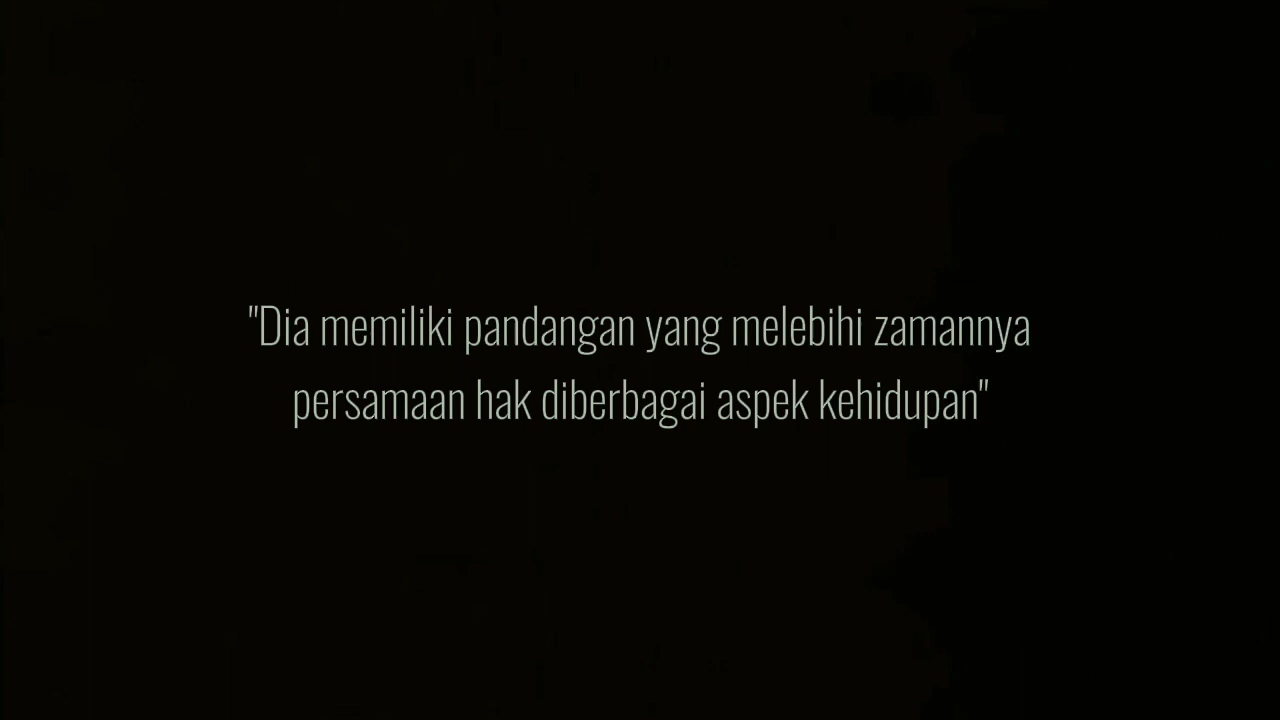 "Dia memiliki pandangan yang melebihi zamannya
persamaan hak diberbagai aspek kehidupan"